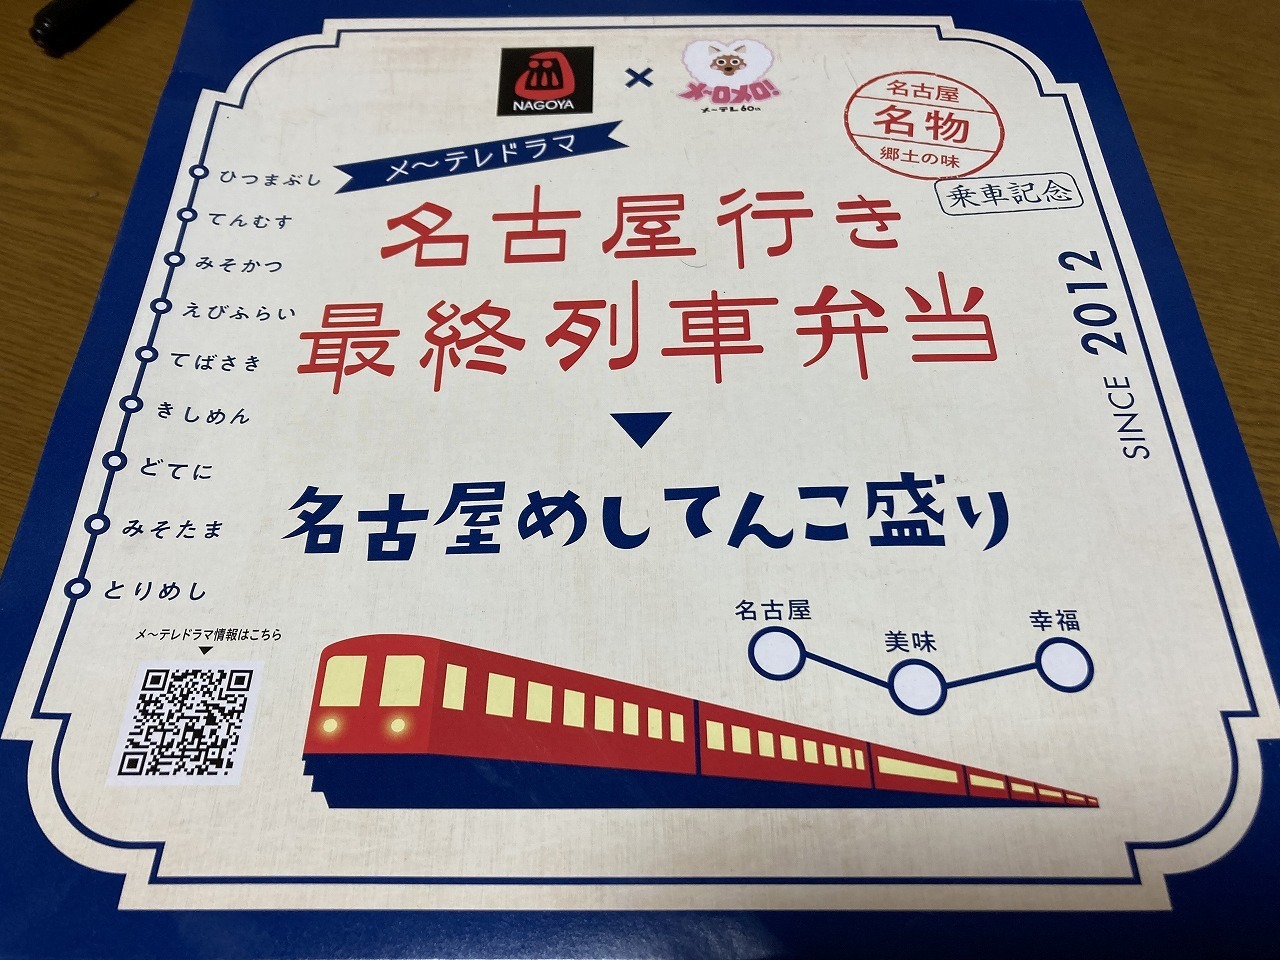 NAGOYA
×
メ〜ロメロ!
メ〜テレ60th
名古屋
名物
郷土の味
乗車記念
メ〜テレドラマ
名古屋行き
最終列車弁当
名古屋めしてんこ盛り
SINCE 2012
ひつまぶし
てんむす
みそかつ
えびふらい
てばさき
きしめん
どてに
みそたま
とりめし
メ〜テレドラマ情報はこちら
名古屋
美味
幸福